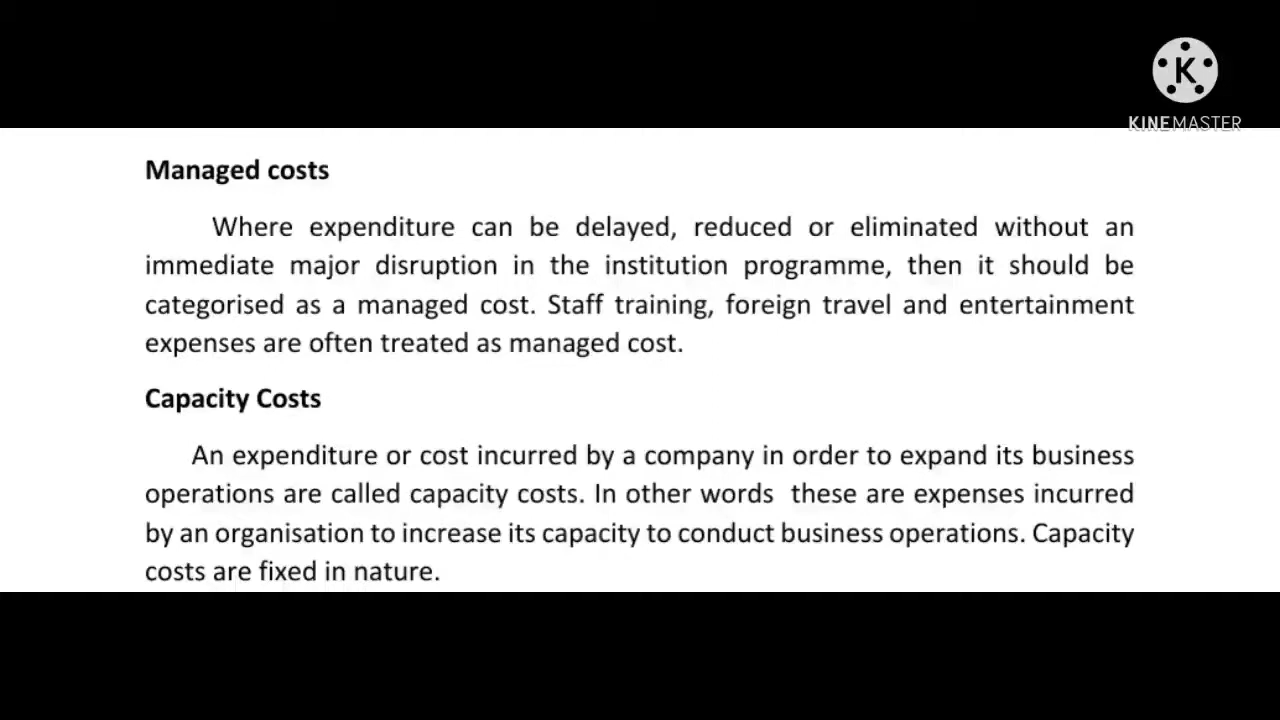 K
KINEMASTER
Managed costs
Where expenditure can be delayed, reduced or eliminated without an
immediate major disruption in the institution programme, then it should be
categorised as a managed cost. Staff training, foreign travel and entertainment
expenses are often treated as managed cost.
Capacity Costs
An expenditure or cost incurred by a company in order to expand its business
operations are called capacity costs. In other words these are expenses incurred
by an organisation to increase its capacity to conduct business operations. Capacity
costs are fixed in nature.